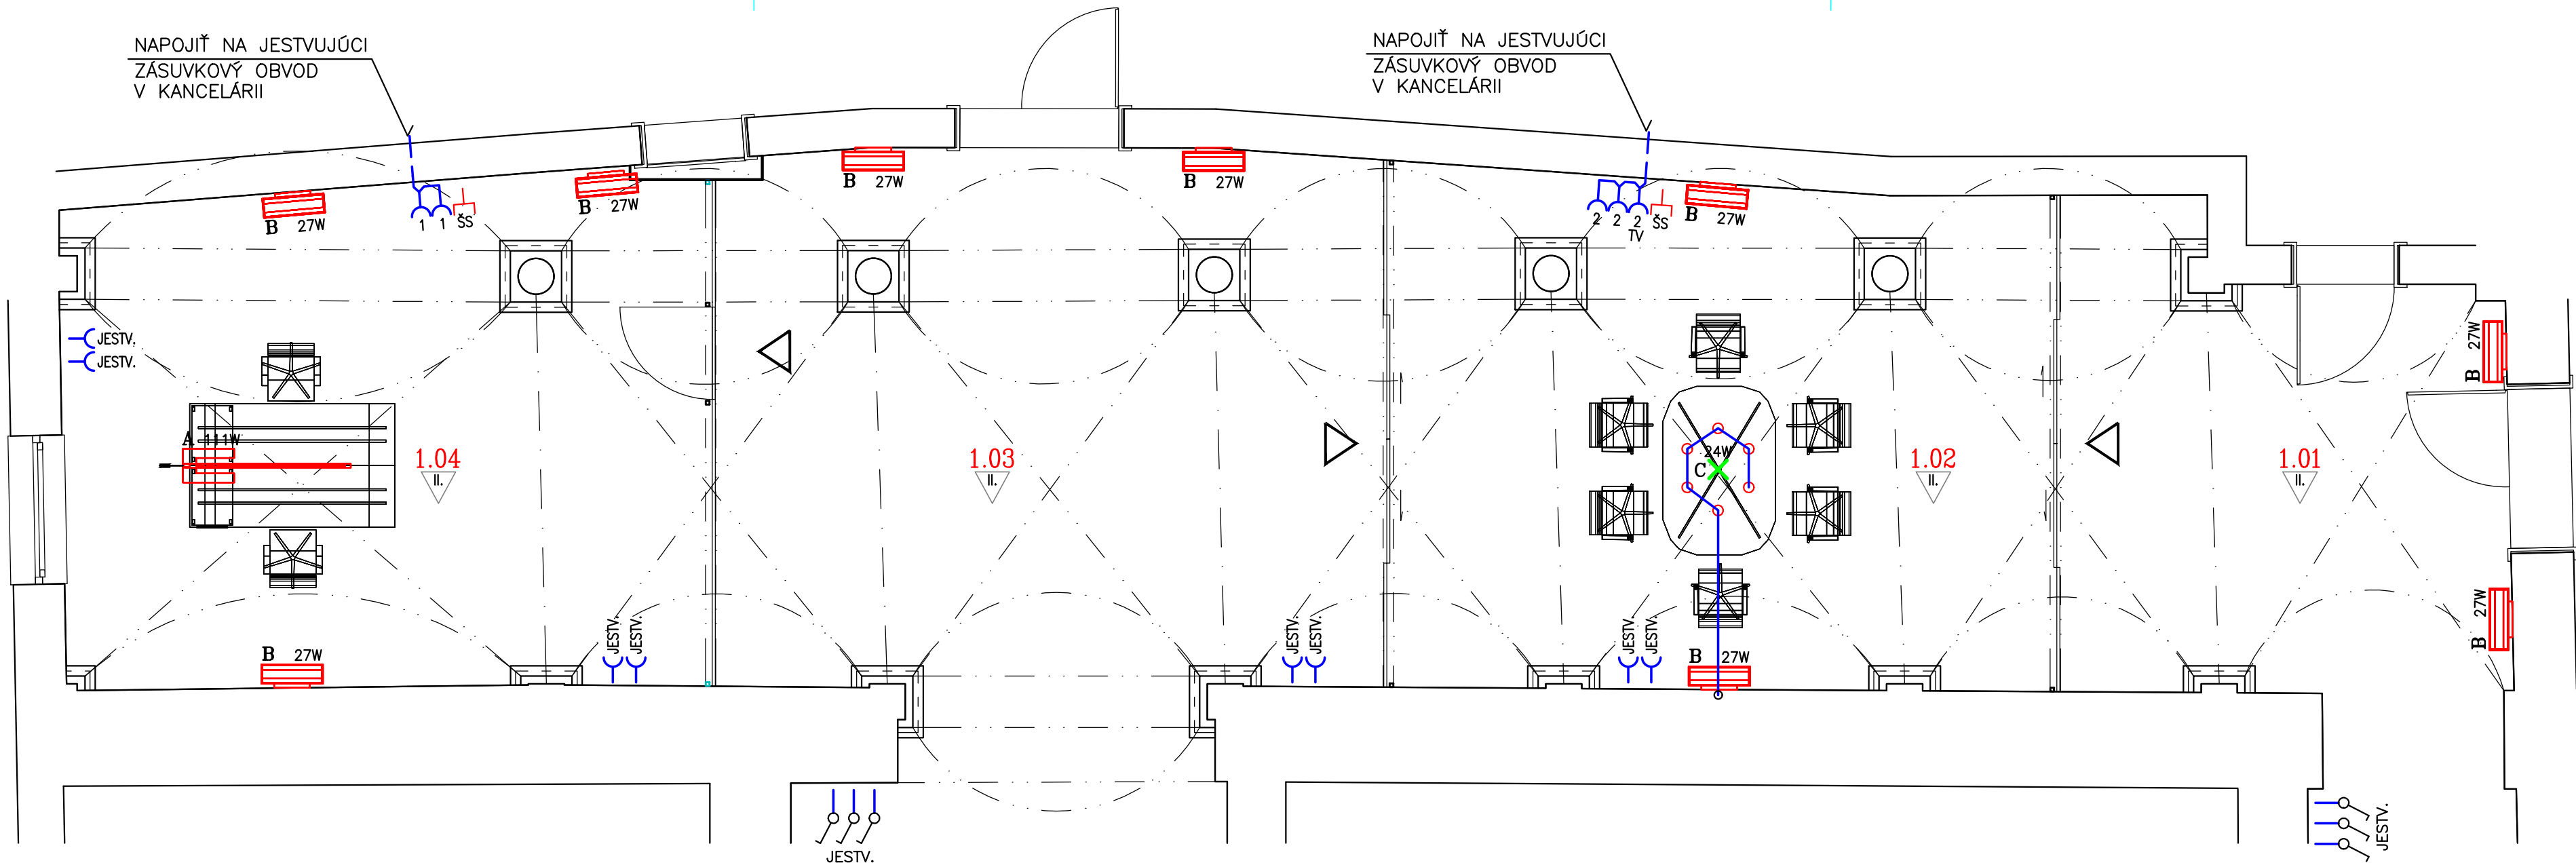 NAPOJIŤ NA JESTVUJÚCI
ZÁSUVKOVÝ OBVOD
V KANCELÁRII
NAPOJIŤ NA JESTVUJÚCI
ZÁSUVKOVÝ OBVOD
V KANCELÁRII
B 27W
B 27W
B 27W
B 27W
B 27W
1 1 ŠS
2 2 2 ŠS
TV
JESTV.
JESTV.
27W
B
A 111W
1.04
II.
1.03
II.
24W
C
1.02
II.
1.01
II.
27W
B
B 27W
JESTV.
JESTV.
JESTV.
JESTV.
JESTV.
JESTV.
B 27W
JESTV.
JESTV.